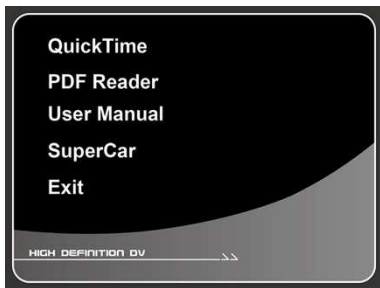 QuickTime
PDF Reader
User Manual
SuperCar
Exit
HIGH DEFINITION DV